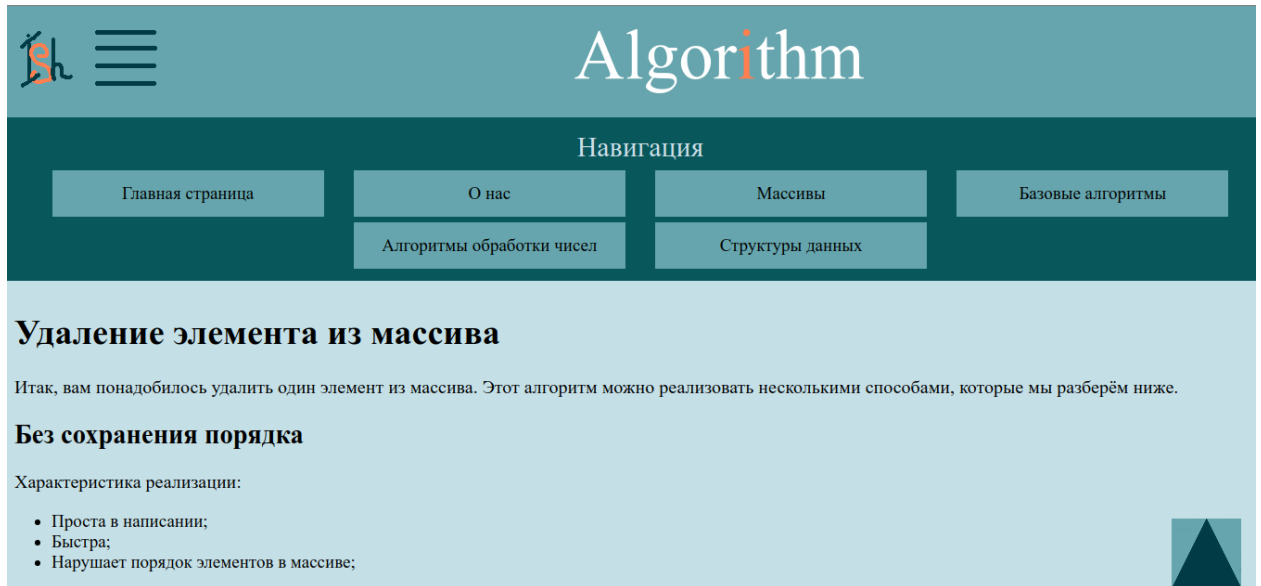 Algorithm
Навигация
Главная страница
О нас
Массивы
Базовые алгоритмы
Алгоритмы обработки чисел
Структуры данных
Удаление элемента из массива
Итак, вам понадобилось удалить один элемент из массива. Этот алгоритм можно реализовать несколькими способами, которые мы разберём ниже.
Без сохранения порядка
Характеристика реализации:
Проста в написании;
Быстра;
Нарушает порядок элементов в массиве;